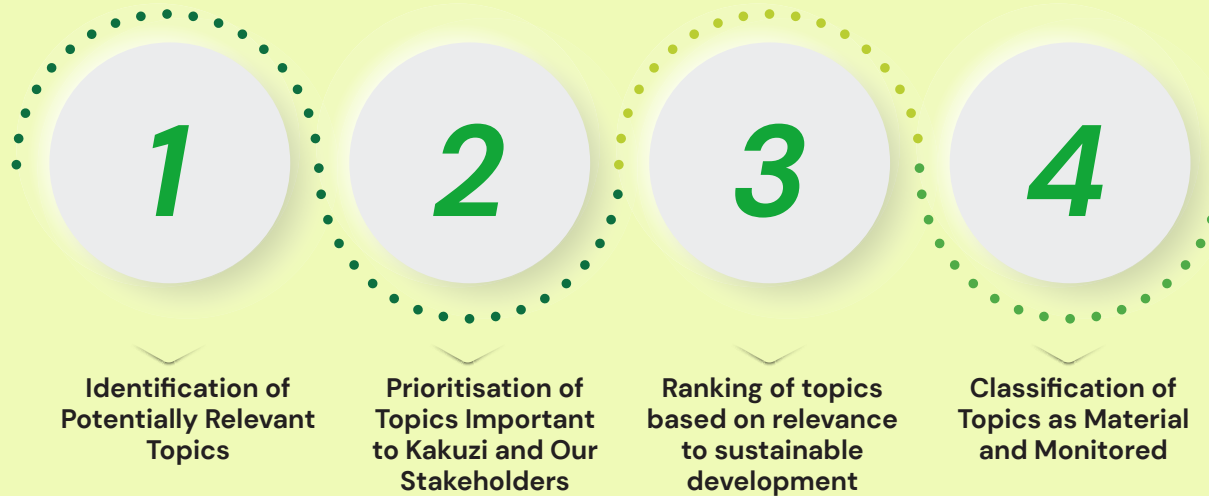 1
2
3
4
Identification of
Potentially Relevant
Topics
Prioritisation of
Topics Important
to Kakuzi and Our
Stakeholders
Ranking of topics
based on relevance
to sustainable
development
Classification of
Topics as Material
and Monitored